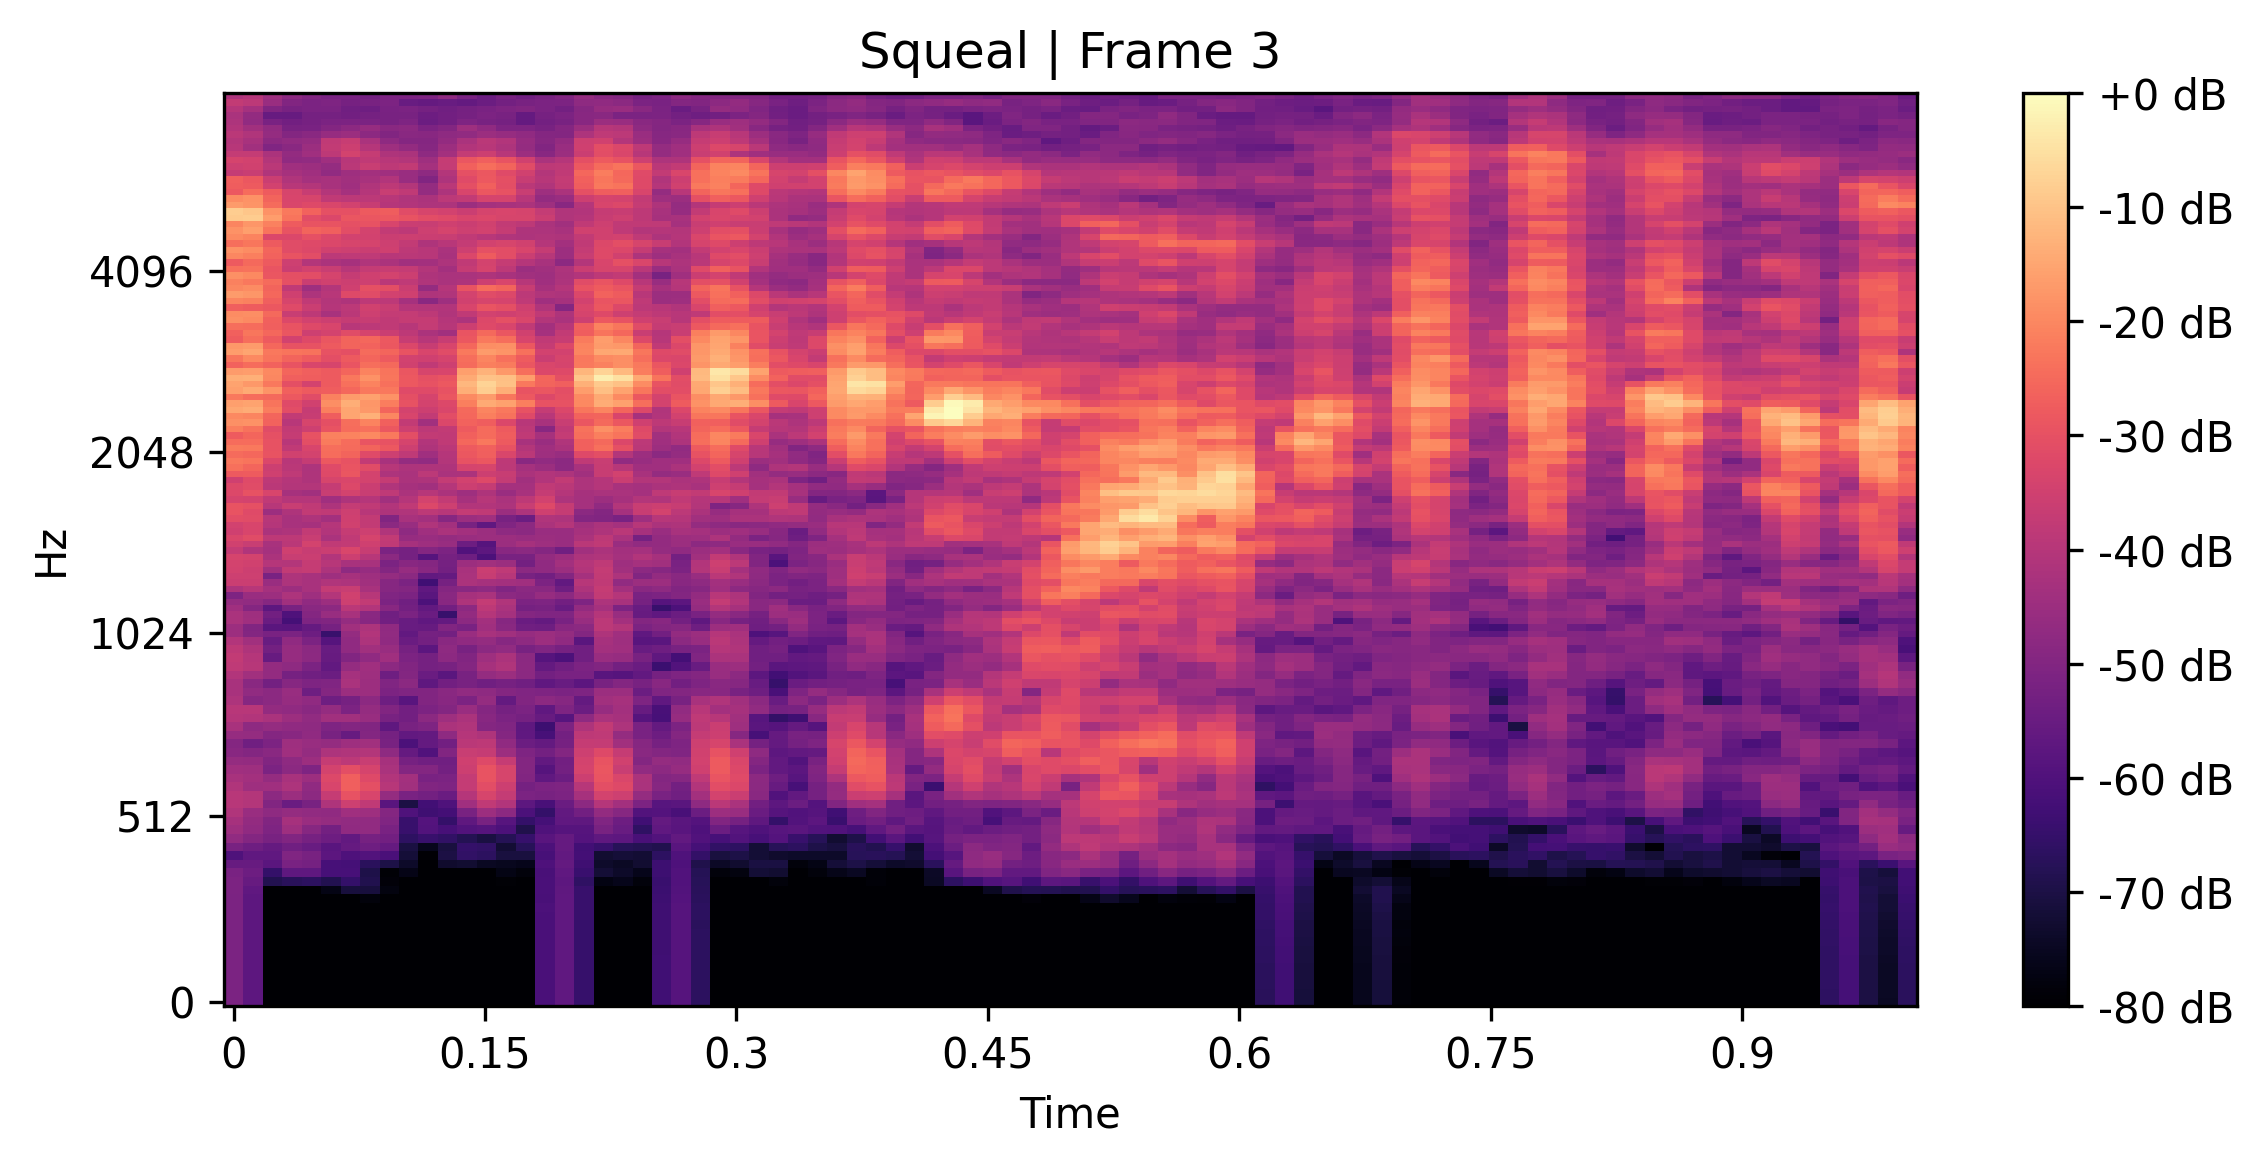 Squeal | Frame 3
Hz
4096
2048
1024
512
0
0 0.15 0.3 0.45 0.6 0.75 0.9
Time
+0 dB
-10 dB
-20 dB
-30 dB
-40 dB
-50 dB
-60 dB
-70 dB
-80 dB